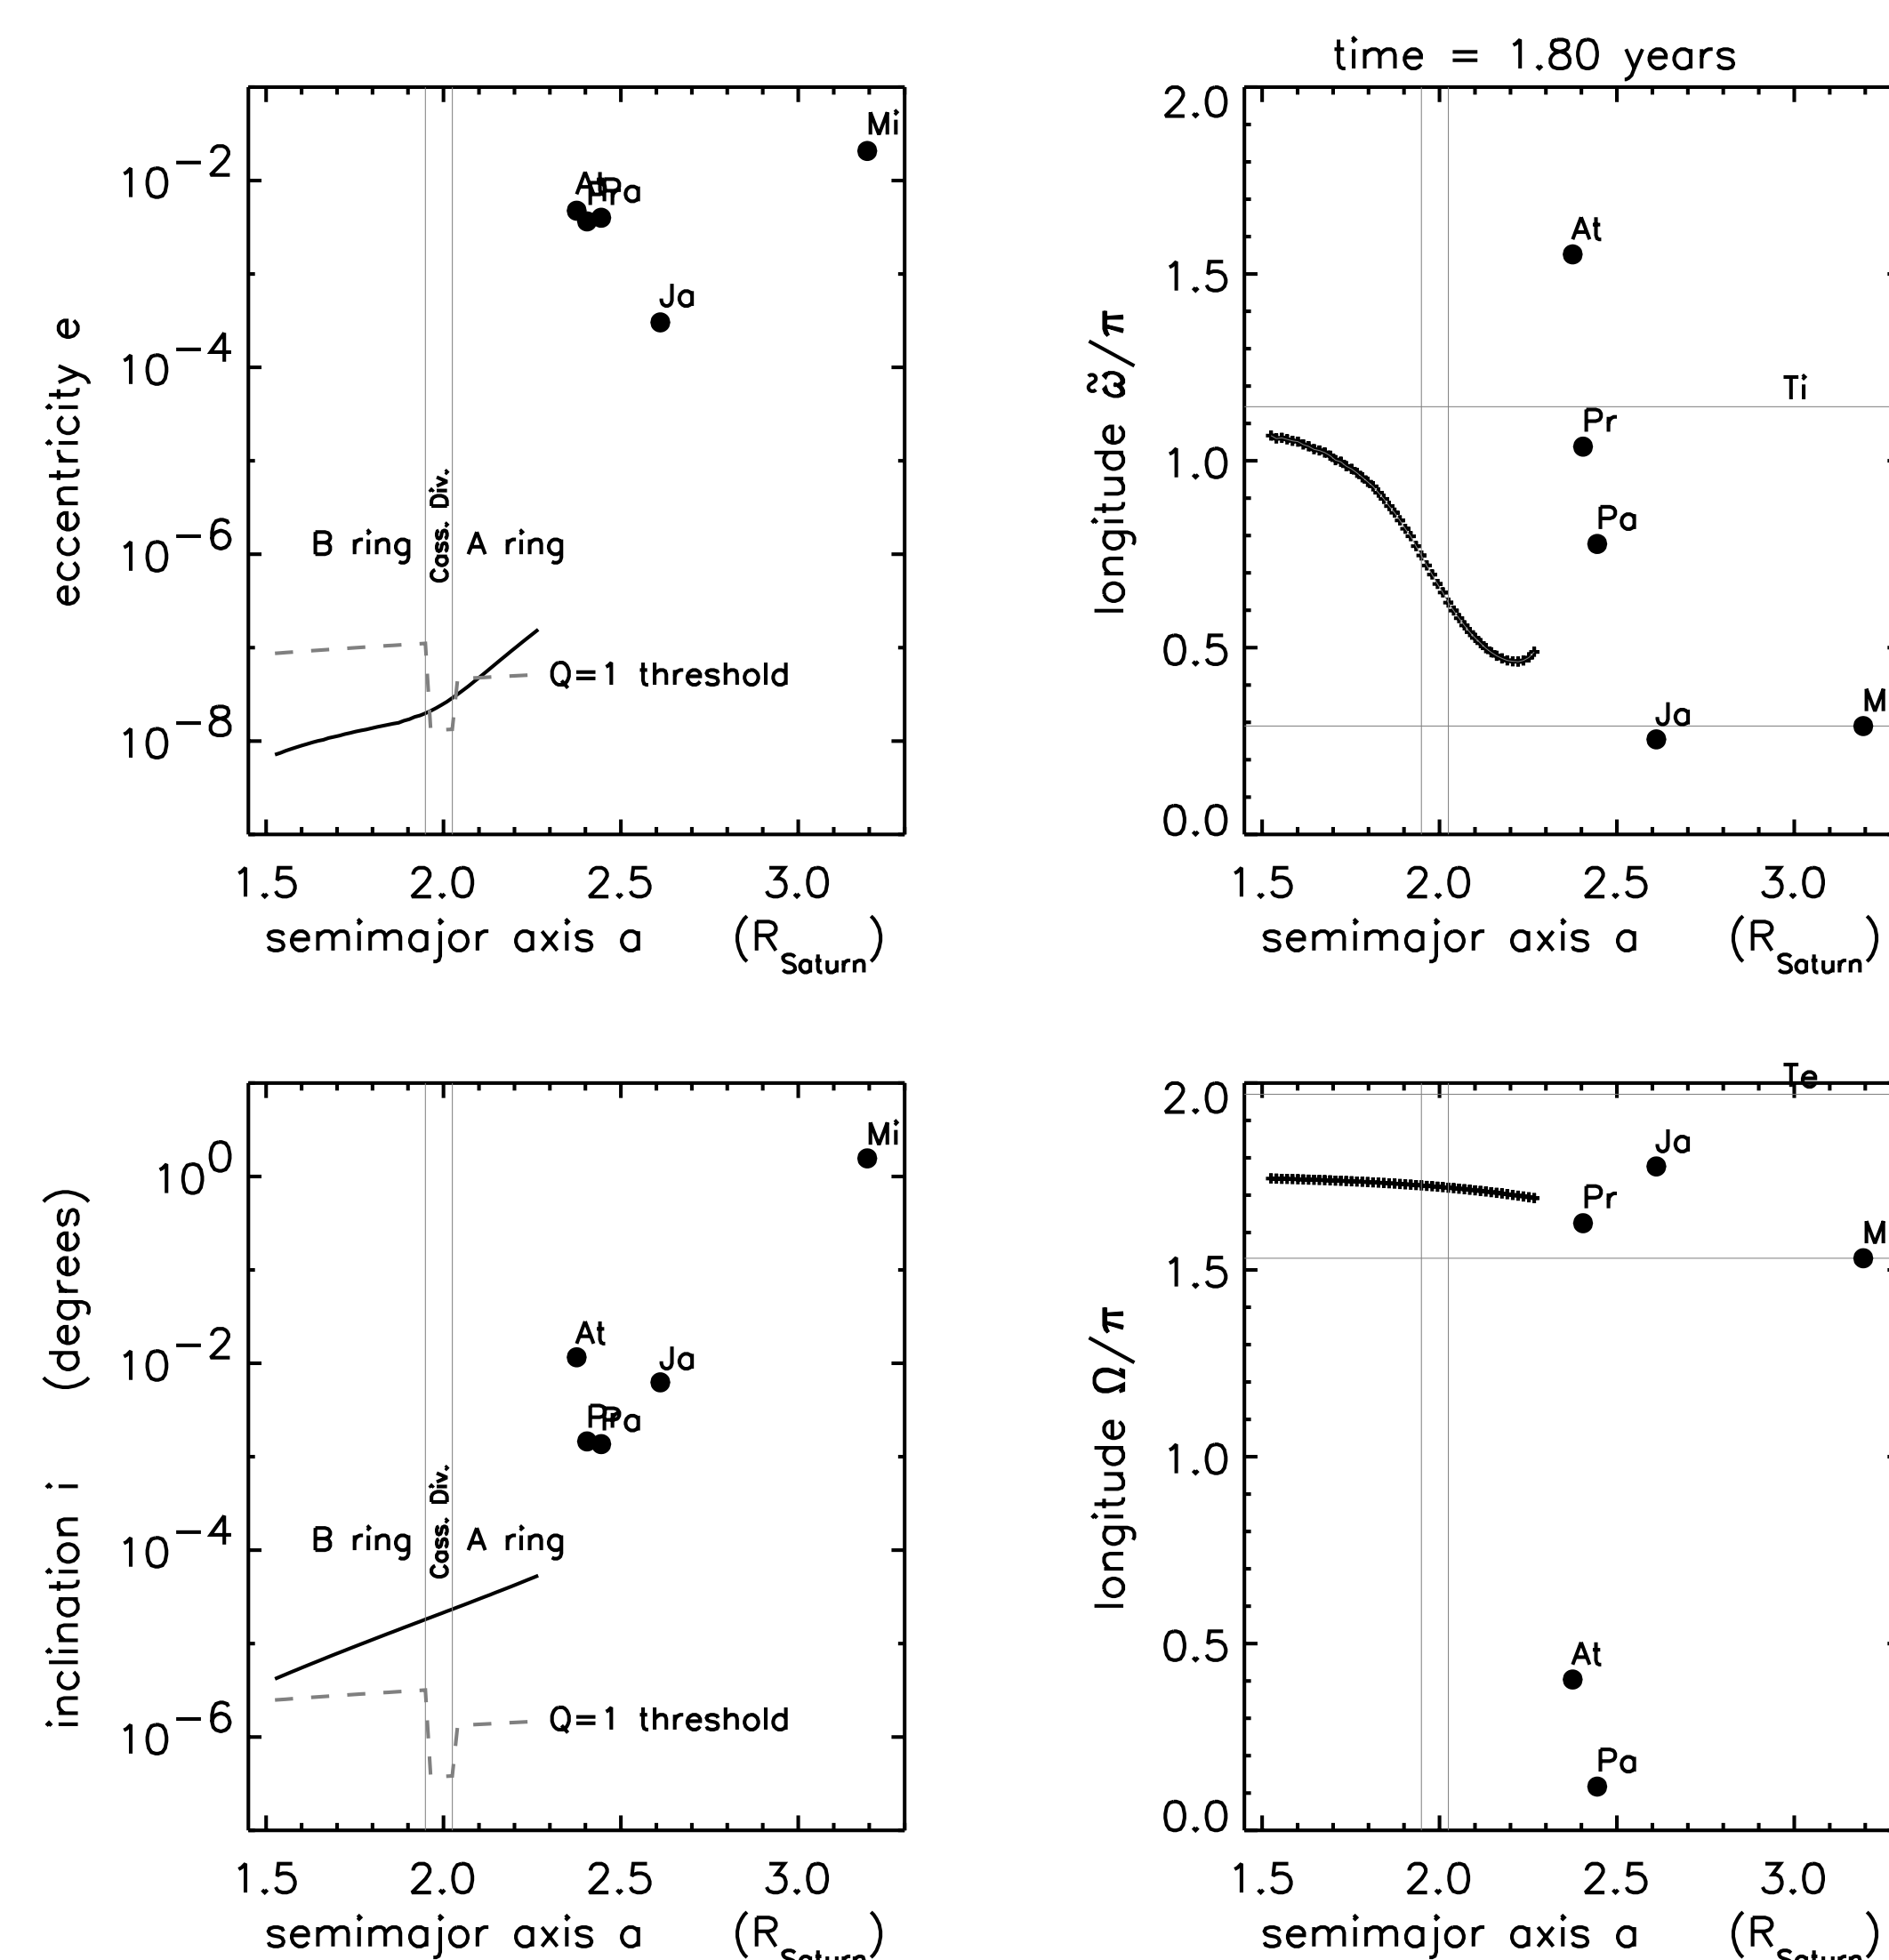 time = 1.80 years
eccentricity e
10⁻²
10⁻⁴
10⁻⁶
10⁻⁸
Mi
At Pr Pa
Ja
B ring
Cass. Div.
A ring
Q=1 threshold
1.5 2.0 2.5 3.0
semimajor axis a (R_Saturn)
longitude ω̃/π
2.0
1.5
1.0
0.5
0.0
At
Ti
Pr
Pa
Ja
M
1.5 2.0 2.5 3.0
semimajor axis a (R_Saturn)
inclination i (degrees)
10⁰
10⁻²
10⁻⁴
10⁻⁶
Mi
At
Ja
Pr Pa
B ring
Cass. Div.
A ring
Q=1 threshold
1.5 2.0 2.5 3.0
semimajor axis a (R_Saturn)
longitude Ω/π
2.0
1.5
1.0
0.5
0.0
Te
Ja
Pr
M
At
Pa
1.5 2.0 2.5 3.0
semimajor axis a (R_Saturn)